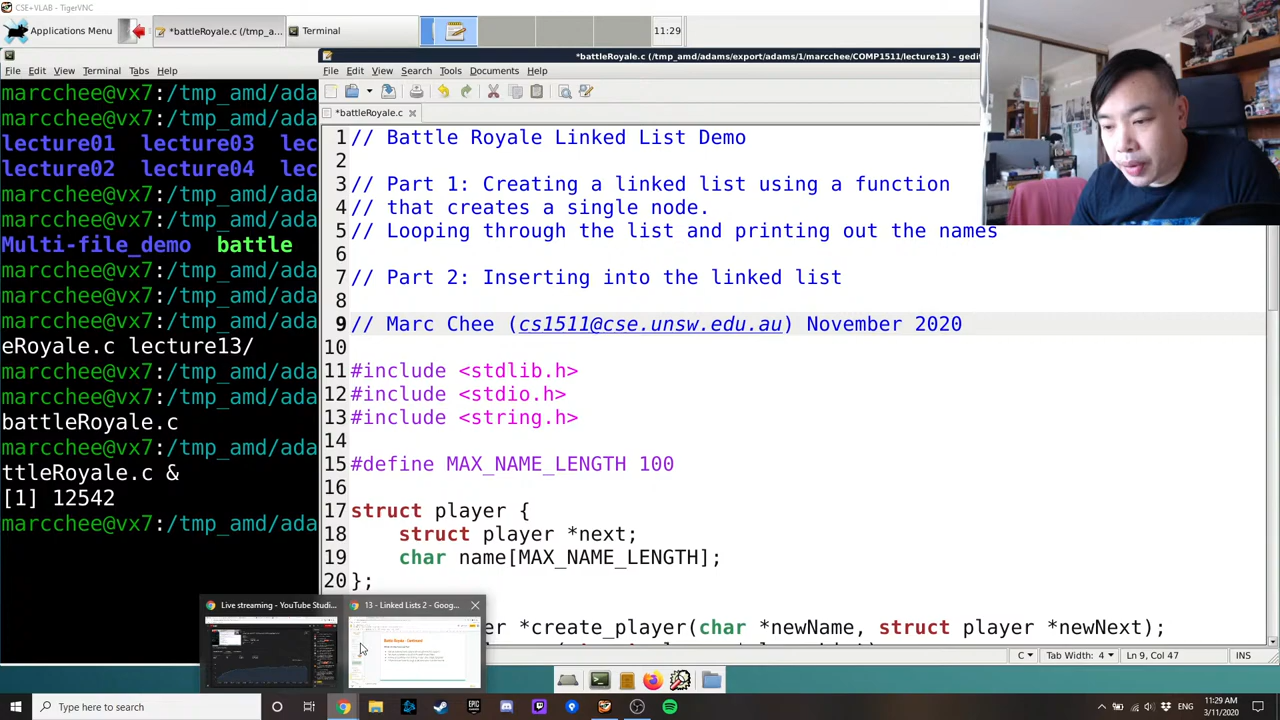 CSE+VLAB - TigerVNC
Applications Menu
*battleRoyale.c (/tmp_a...
Terminal
11:29
*battleRoyale.c (/tmp_amd/adams/export/adams/1/marcchee/COMP1511/lecture13) - gedi
File Edit View Terminal Tabs Help
File Edit View Search Tools Documents Help
*battleRoyale.c
marcchee@vx7:/tmp_amd/ada
marcchee@vx7:/tmp_amd/ada
lecture01 lecture03 lec
lecture02 lecture04 lec
marcchee@vx7:/tmp_amd/ada
marcchee@vx7:/tmp_amd/ada
Multi-file_demo battle
marcchee@vx7:/tmp_amd/ada
marcchee@vx7:/tmp_amd/ada
marcchee@vx7:/tmp_amd/ada
eRoyale.c lecture13/
marcchee@vx7:/tmp_amd/ada
marcchee@vx7:/tmp_amd/ada
battleRoyale.c
marcchee@vx7:/tmp_amd/ada
ttleRoyale.c &
[1] 12542
marcchee@vx7:/tmp_amd/ada
1 // Battle Royale Linked List Demo
2
3 // Part 1: Creating a linked list using a function
4 // that creates a single node.
5 // Looping through the list and printing out the names
6
7 // Part 2: Inserting into the linked list
8
9 // Marc Chee (cs1511@cse.unsw.edu.au) November 2020
10
11 #include <stdlib.h>
12 #include <stdio.h>
13 #include <string.h>
14
15 #define MAX_NAME_LENGTH 100
16
17 struct player {
18 struct player *next;
19 char name[MAX_NAME_LENGTH];
20 };
er *create_player(char *newName, struct player *newNext);
Live streaming - YouTube Studi...
13 - Linked Lists 2 - Goog...
C Tab Width: Ln 9, Col 47 INS
Type here to search
ENG
11:29 AM
3/11/2020